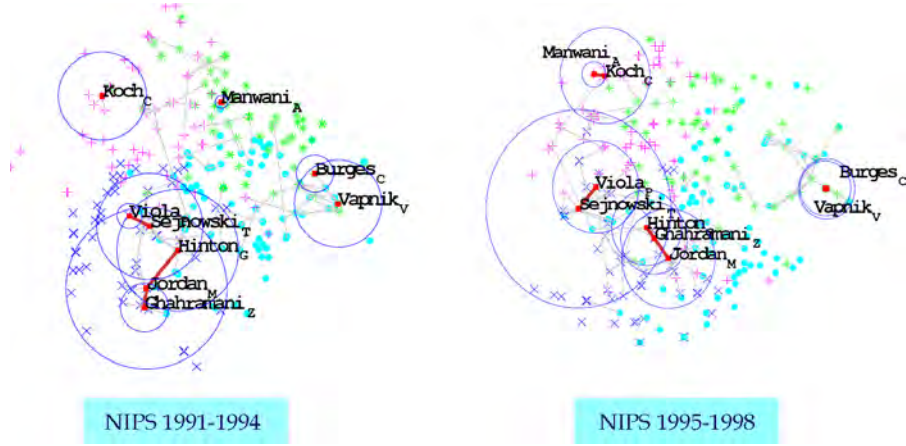 Koch C
Manwani A
Burges C
Vapnik V
Viola
Sejnowski T
Hinton G
Jordan M
Ghahramani Z
NIPS 1991-1994
Manwani A
Koch C
Viola P
Sejnowski T
Burges C
Vapnik V
Hinton G
Ghahramani Z
Jordan M
NIPS 1995-1998